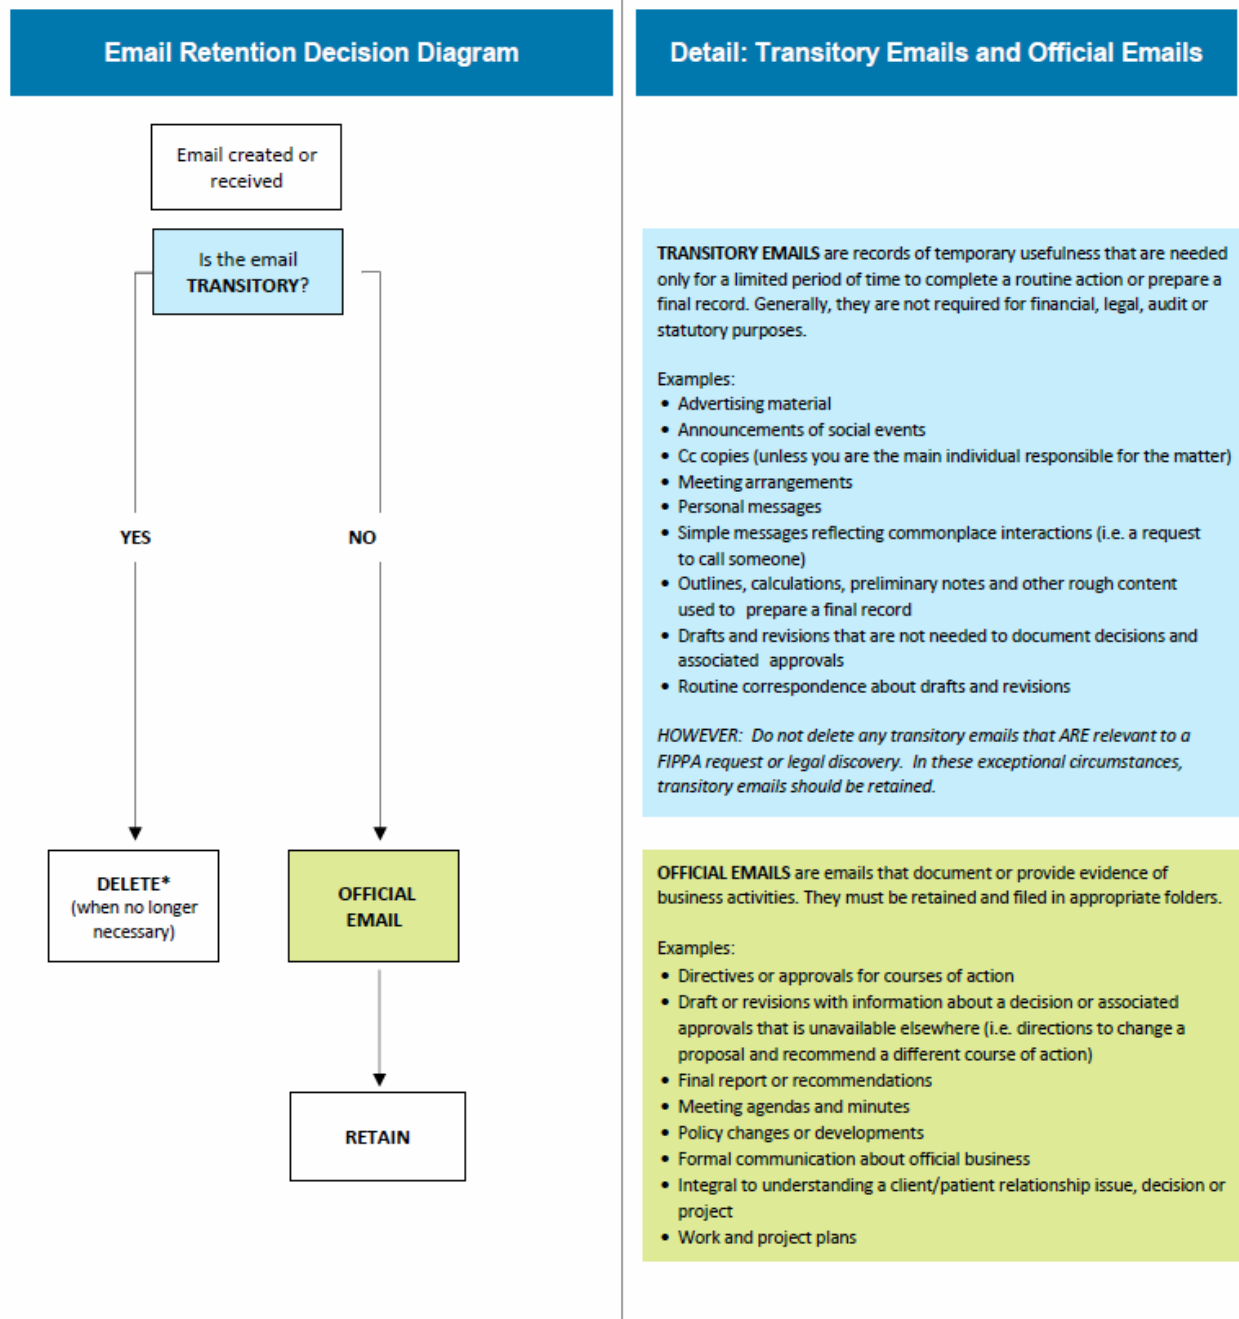 Email Retention Decision Diagram
Email created or
received
Is the email
TRANSITORY?
YES
NO
DELETE*
(when no longer
necessary)
OFFICIAL
EMAIL
RETAIN
Detail: Transitory Emails and Official Emails
TRANSITORY EMAILS are records of temporary usefulness that are needed
only for a limited period of time to complete a routine action or prepare a
final record. Generally, they are not required for financial, legal, audit or
statutory purposes.
Examples:
• Advertising material
• Announcements of social events
• Cc copies (unless you are the main individual responsible for the matter)
• Meeting arrangements
• Personal messages
• Simple messages reflecting commonplace interactions (i.e. a request
to call someone)
• Outlines, calculations, preliminary notes and other rough content
used to prepare a final record
• Drafts and revisions that are not needed to document decisions and
associated approvals
• Routine correspondence about drafts and revisions
HOWEVER: Do not delete any transitory emails that ARE relevant to a
FIPPA request or legal discovery. In these exceptional circumstances,
transitory emails should be retained.
OFFICIAL EMAILS are emails that document or provide evidence of
business activities. They must be retained and filed in appropriate folders.
Examples:
• Directives or approvals for courses of action
• Draft or revisions with information about a decision or associated
approvals that is unavailable elsewhere (i.e. directions to change a
proposal and recommend a different course of action)
• Final report or recommendations
• Meeting agendas and minutes
• Policy changes or developments
• Formal communication about official business
• Integral to understanding a client/patient relationship issue, decision or
project
• Work and project plans